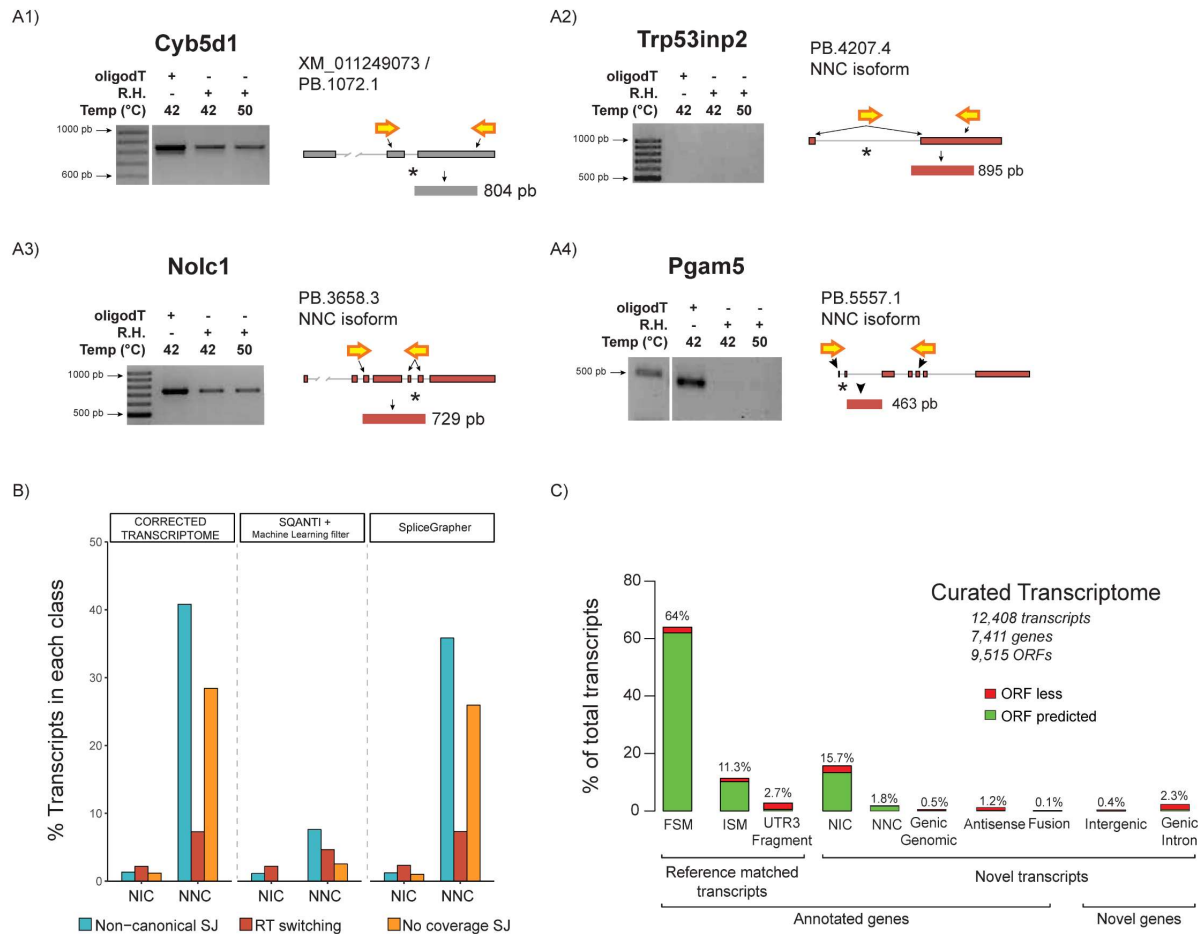 A1)
Cyb5d1
oligodT + - -
R.H. - + +
Temp (°C) 42 42 50
1000 pb
600 pb
XM_011249073 /
PB.1072.1
*
804 pb
A2)
Trp53inp2
oligodT + - -
R.H. - + +
Temp (°C) 42 42 50
1000 pb
500 pb
PB.4207.4
NNC isoform
*
895 pb
A3)
Nolc1
oligodT + - -
R.H. - + +
Temp (°C) 42 42 50
1000 pb
500 pb
PB.3658.3
NNC isoform
*
729 pb
A4)
Pgam5
oligodT + - -
R.H. - + +
Temp (°C) 42 42 50
500 pb
PB.5557.1
NNC isoform
*
463 pb
B)
CORRECTED
TRANSCRIPTOME
SQANTI +
Machine Learning filter
SpliceGrapher
% Transcripts in each class
50
40
30
20
10
0
NIC NNC NIC NNC NIC NNC
Non-canonical SJ RT switching No coverage SJ
C)
Curated Transcriptome
12,408 transcripts
7,411 genes
9,515 ORFs
ORF less
ORF predicted
% of total transcripts
80
60
40
20
0
64%
11.3%
2.7%
15.7%
1.8%
0.5%
1.2%
0.1%
0.4%
2.3%
FSM
ISM
UTR3
Fragment
NIC
NNC
Genic
Genomic
Antisense
Fusion
Intergenic
Genic
Intron
Reference matched
transcripts
Novel transcripts
Annotated genes
Novel genes